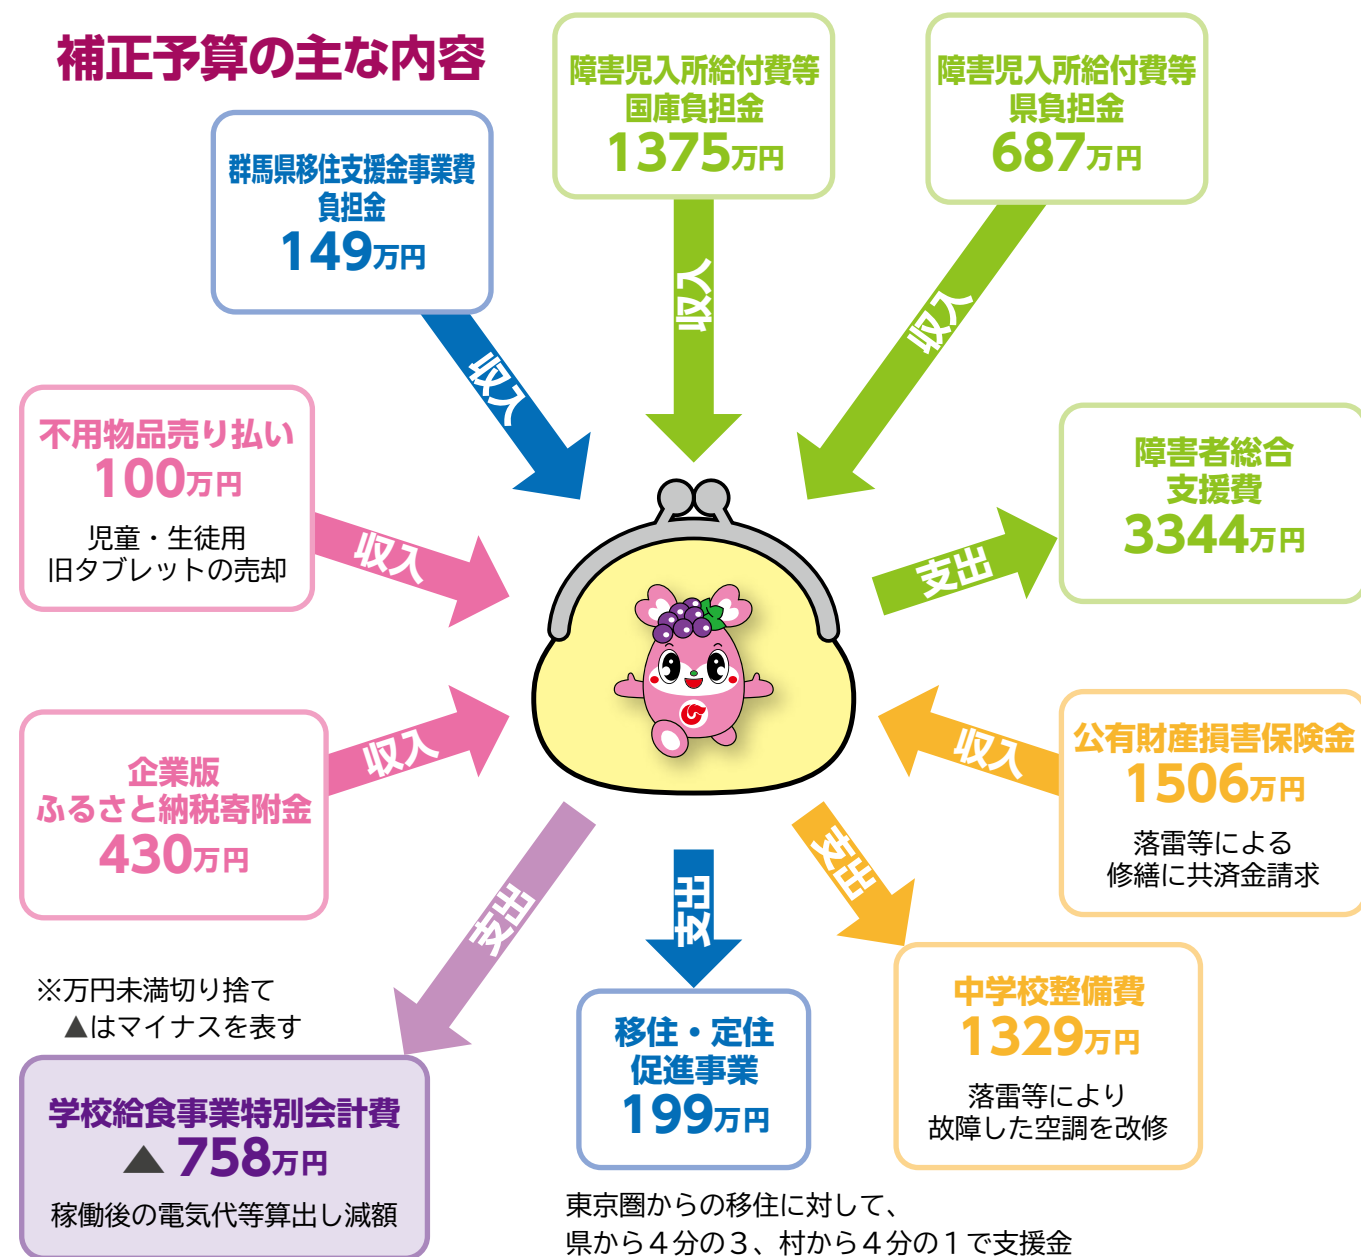 補正予算の主な内容
障害児入所給付費等
国庫負担金
1375万円
障害児入所給付費等
県負担金
687万円
群馬県移住支援金事業費
負担金
149万円
収入
収入
収入
不用物品売り払い
100万円
児童・生徒用
旧タブレットの売却
収入
障害者総合
支援費
3344万円
支出
企業版
ふるさと納税寄附金
430万円
収入
公有財産損害保険金
1506万円
落雷等による
修繕に共済金請求
収入
支出
支出
支出
※万円未満切り捨て
▲はマイナスを表す
学校給食事業特別会計費
▲758万円
稼働後の電気代等算出し減額
移住・定住
促進事業
199万円
東京圏からの移住に対して、
県から４分の３、村から４分の１で支援金
中学校整備費
1329万円
落雷等により
故障した空調を改修